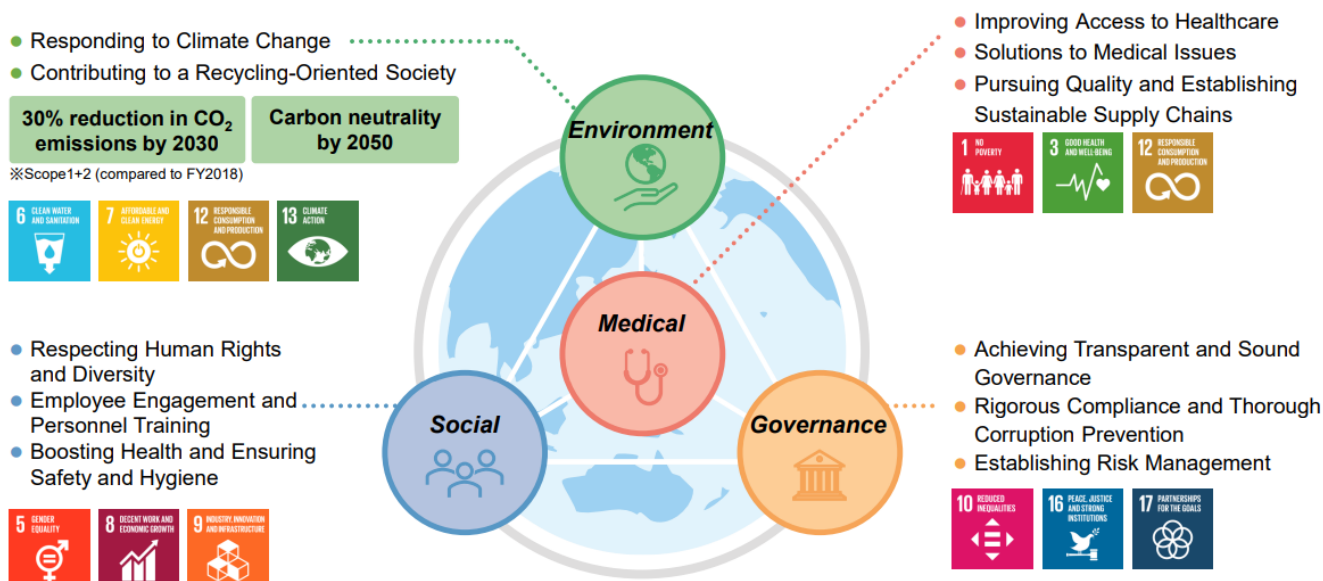 ● Responding to Climate Change
● Contributing to a Recycling-Oriented Society
30% reduction in CO₂
emissions by 2030
Carbon neutrality
by 2050
※Scope1+2 (compared to FY2018)
6 CLEAN WATER
AND SANITATION
7 AFFORDABLE AND
CLEAN ENERGY
12 RESPONSIBLE
CONSUMPTION
AND PRODUCTION
13 CLIMATE
ACTION
Environment
● Improving Access to Healthcare
● Solutions to Medical Issues
● Pursuing Quality and Establishing
Sustainable Supply Chains
1 NO
POVERTY
3 GOOD HEALTH
AND WELL-BEING
12 RESPONSIBLE
CONSUMPTION
AND PRODUCTION
Medical
● Respecting Human Rights
and Diversity
● Employee Engagement and
Personnel Training
● Boosting Health and Ensuring
Safety and Hygiene
5 GENDER
EQUALITY
8 DECENT WORK AND
ECONOMIC GROWTH
9 INDUSTRY, INNOVATION
AND INFRASTRUCTURE
Social
Governance
● Achieving Transparent and Sound
Governance
● Rigorous Compliance and Thorough
Corruption Prevention
● Establishing Risk Management
10 REDUCED
INEQUALITIES
16 PEACE, JUSTICE
AND STRONG
INSTITUTIONS
17 PARTNERSHIPS
FOR THE GOALS